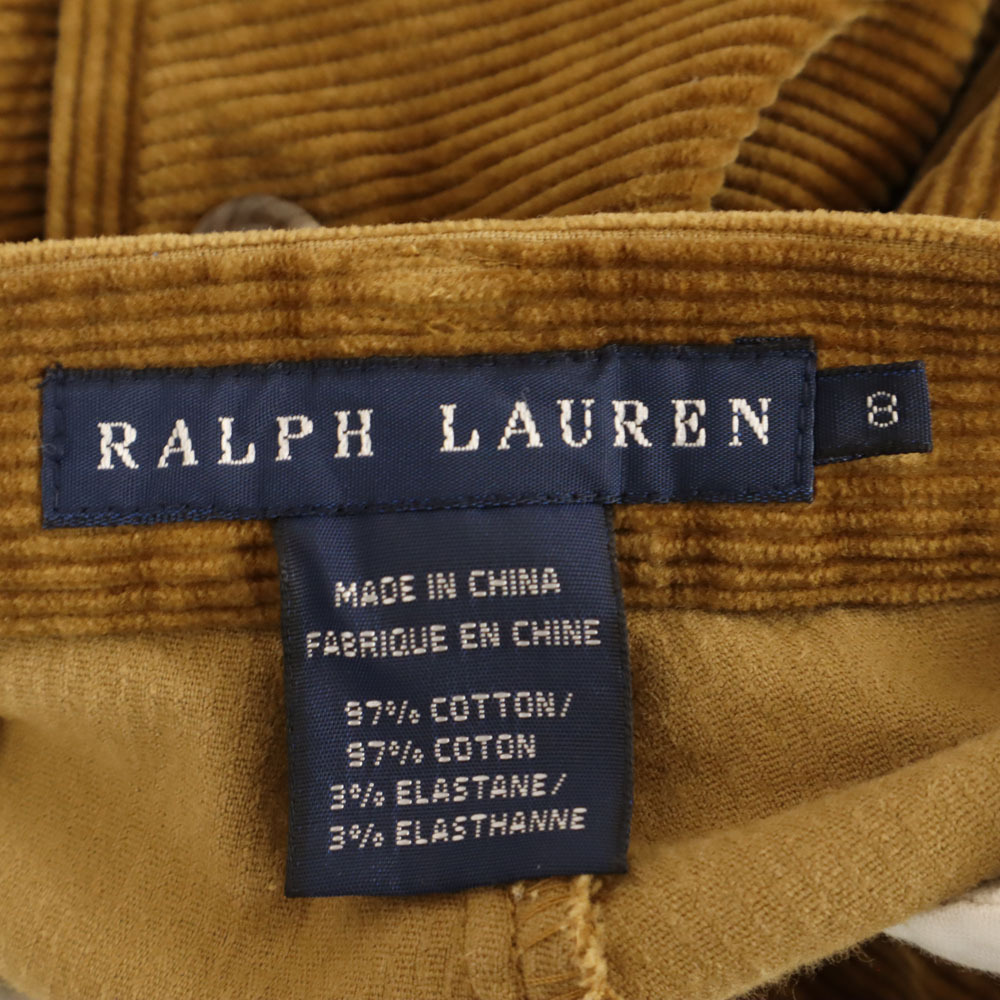 RALPH LAUREN
8
MADE IN CHINA
FABRIQUE EN CHINE
97% COTTON/
97% COTON
3% ELASTANE/
3% ELASTHANNE